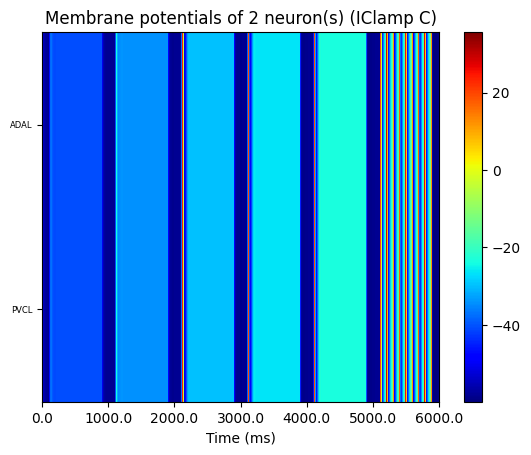 Membrane potentials of 2 neuron(s) (IClamp C)
ADAL
PVCL
0.0 1000.0 2000.0 3000.0 4000.0 5000.0 6000.0
Time (ms)
20
0
−20
−40